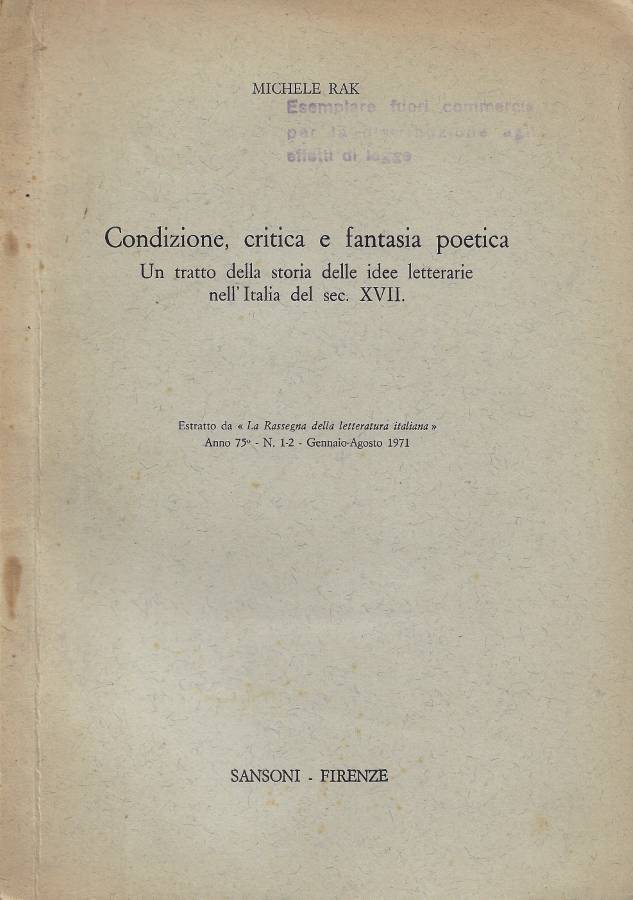 MICHELE RAK
Esemplare fuori commercio
per la distribuzione agli
effetti di legge
Condizione, critica e fantasia poetica
Un tratto della storia delle idee letterarie
nell'Italia del sec. XVII.
Estratto da « La Rassegna della letteratura italiana »
Anno 75º - N. 1-2 - Gennaio-Agosto 1971
SANSONI - FIRENZE